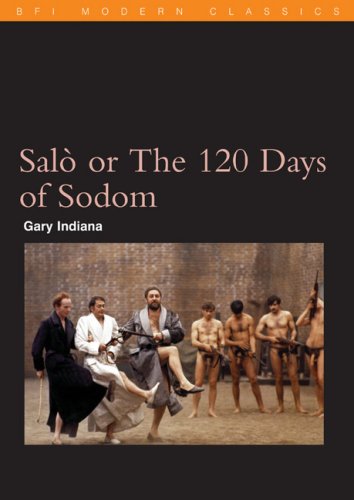 BFI MODERN CLASSICS
Salò or The 120 Days
of Sodom
Gary Indiana